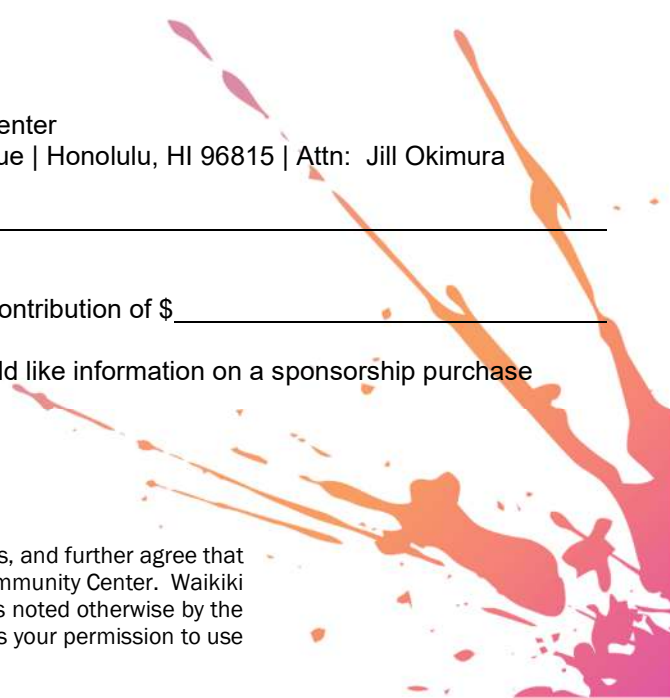 enter
ue | Honolulu, HI 96815 | Attn:  Jill Okimura
ontribution of $
ld like information on a sponsorship purchase
s, and further agree that
mmunity Center.  Waikiki
s noted otherwise by the
s your permission to use